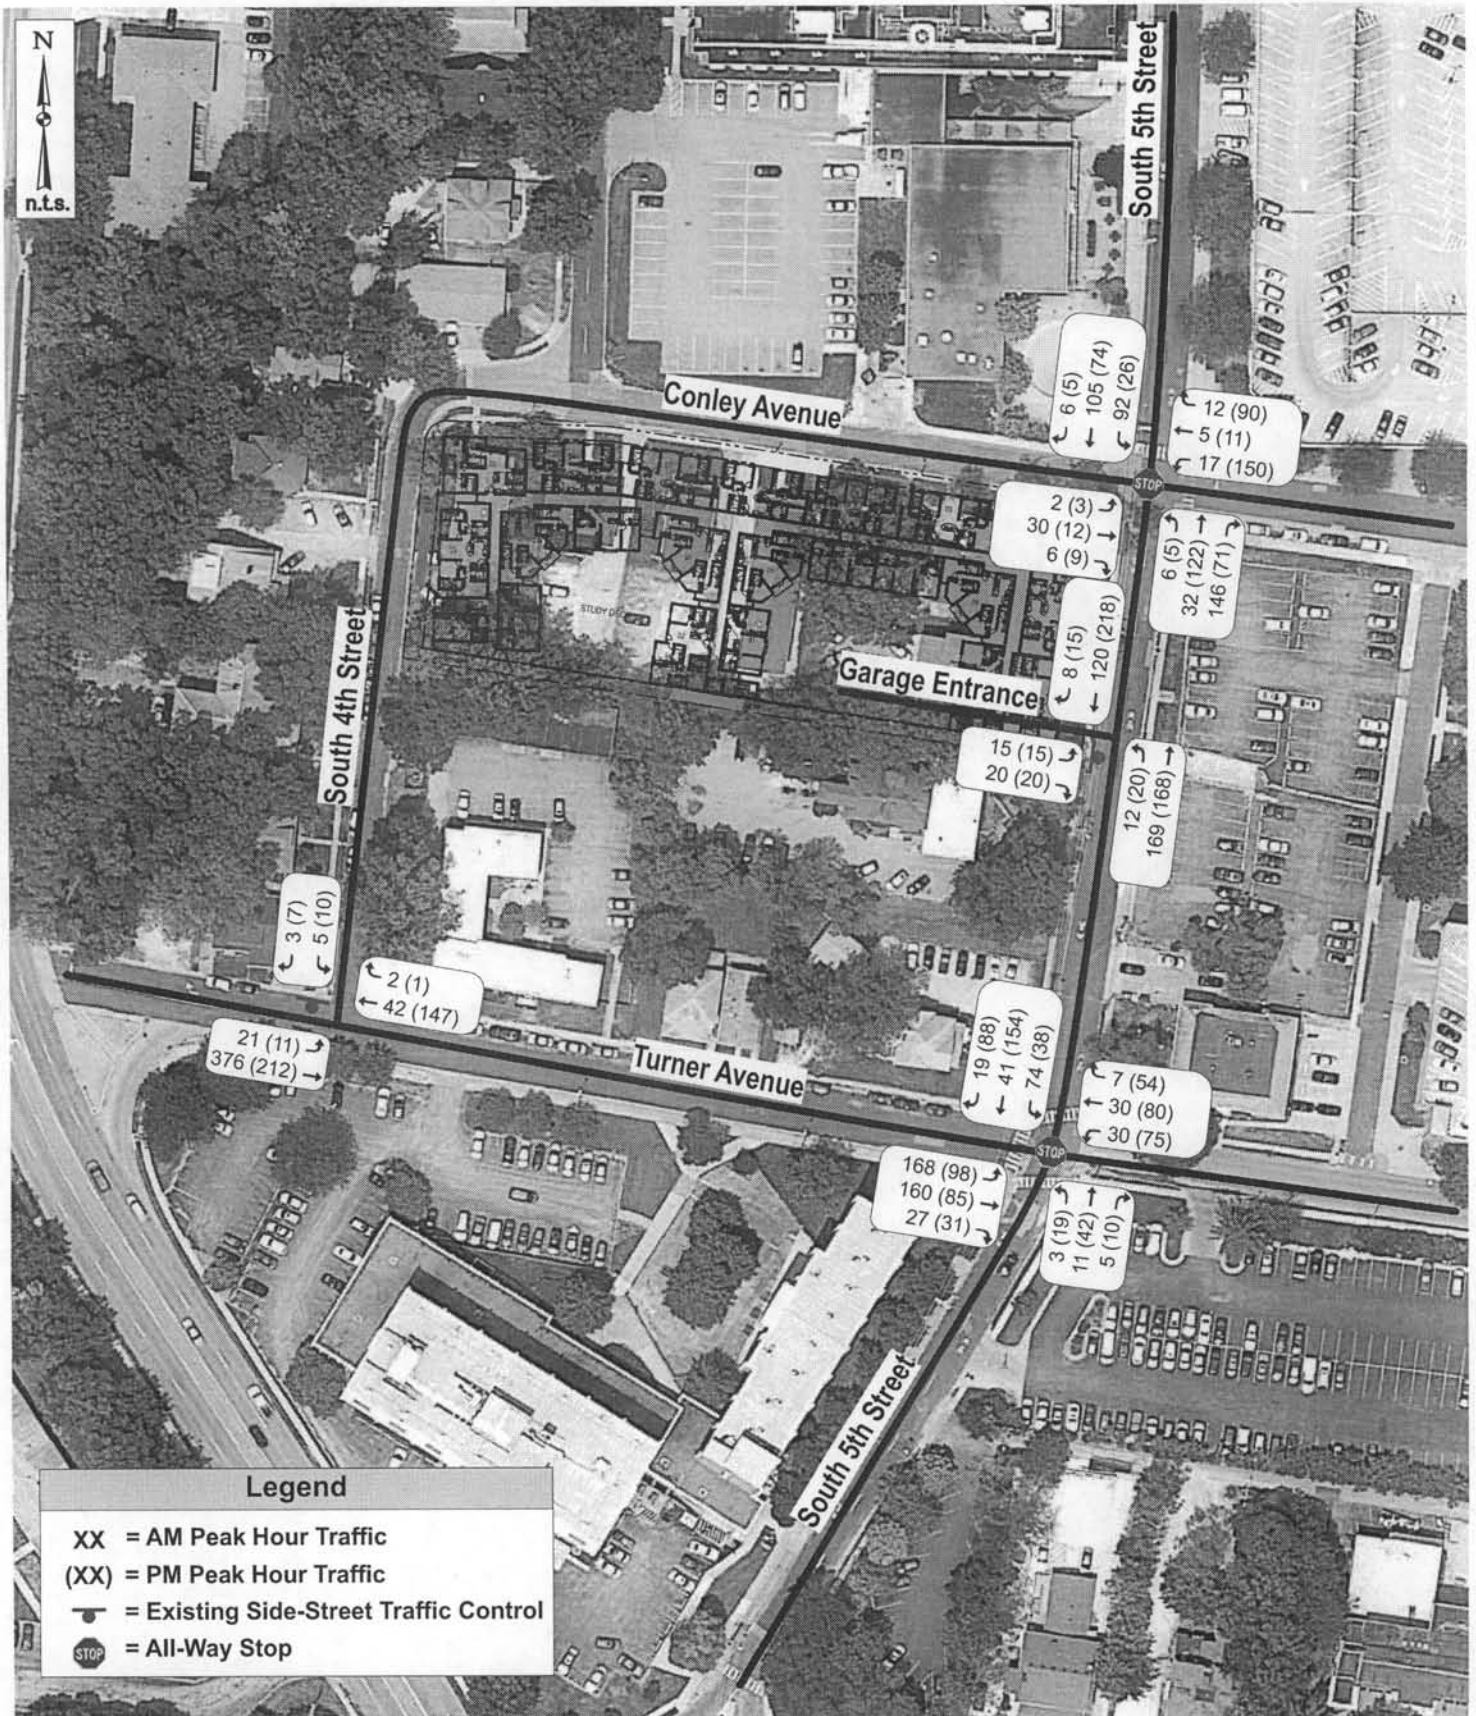 N
n.t.s.
South 5th Street
Conley Avenue
6 (5)
105 (74)
92 (26)
12 (90)
5 (11)
17 (150)
STOP
2 (3)
30 (12)
6 (9)
6 (5)
32 (122)
146 (71)
8 (15)
120 (218)
Garage Entrance
15 (15)
20 (20)
12 (20)
169 (168)
South 4th Street
3 (7)
5 (10)
2 (1)
42 (147)
21 (11)
376 (212)
Turner Avenue
19 (88)
41 (154)
74 (38)
7 (54)
30 (80)
30 (75)
STOP
168 (98)
160 (85)
27 (31)
3 (19)
11 (42)
5 (10)
South 5th Street
Legend
XX = AM Peak Hour Traffic
(XX) = PM Peak Hour Traffic
= Existing Side-Street Traffic Control
STOP = All-Way Stop